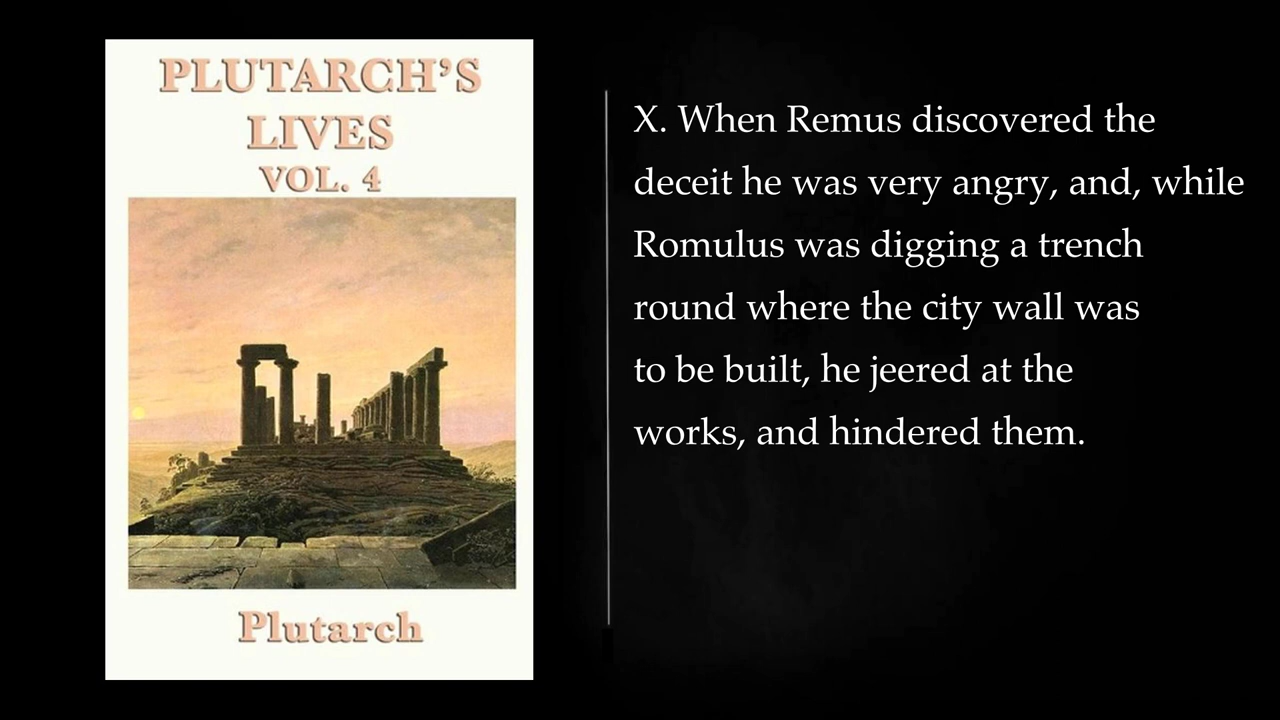 PLUTARCH'S
LIVES
VOL. 4
Plutarch
X. When Remus discovered the
deceit he was very angry, and, while
Romulus was digging a trench
round where the city wall was
to be built, he jeered at the
works, and hindered them.